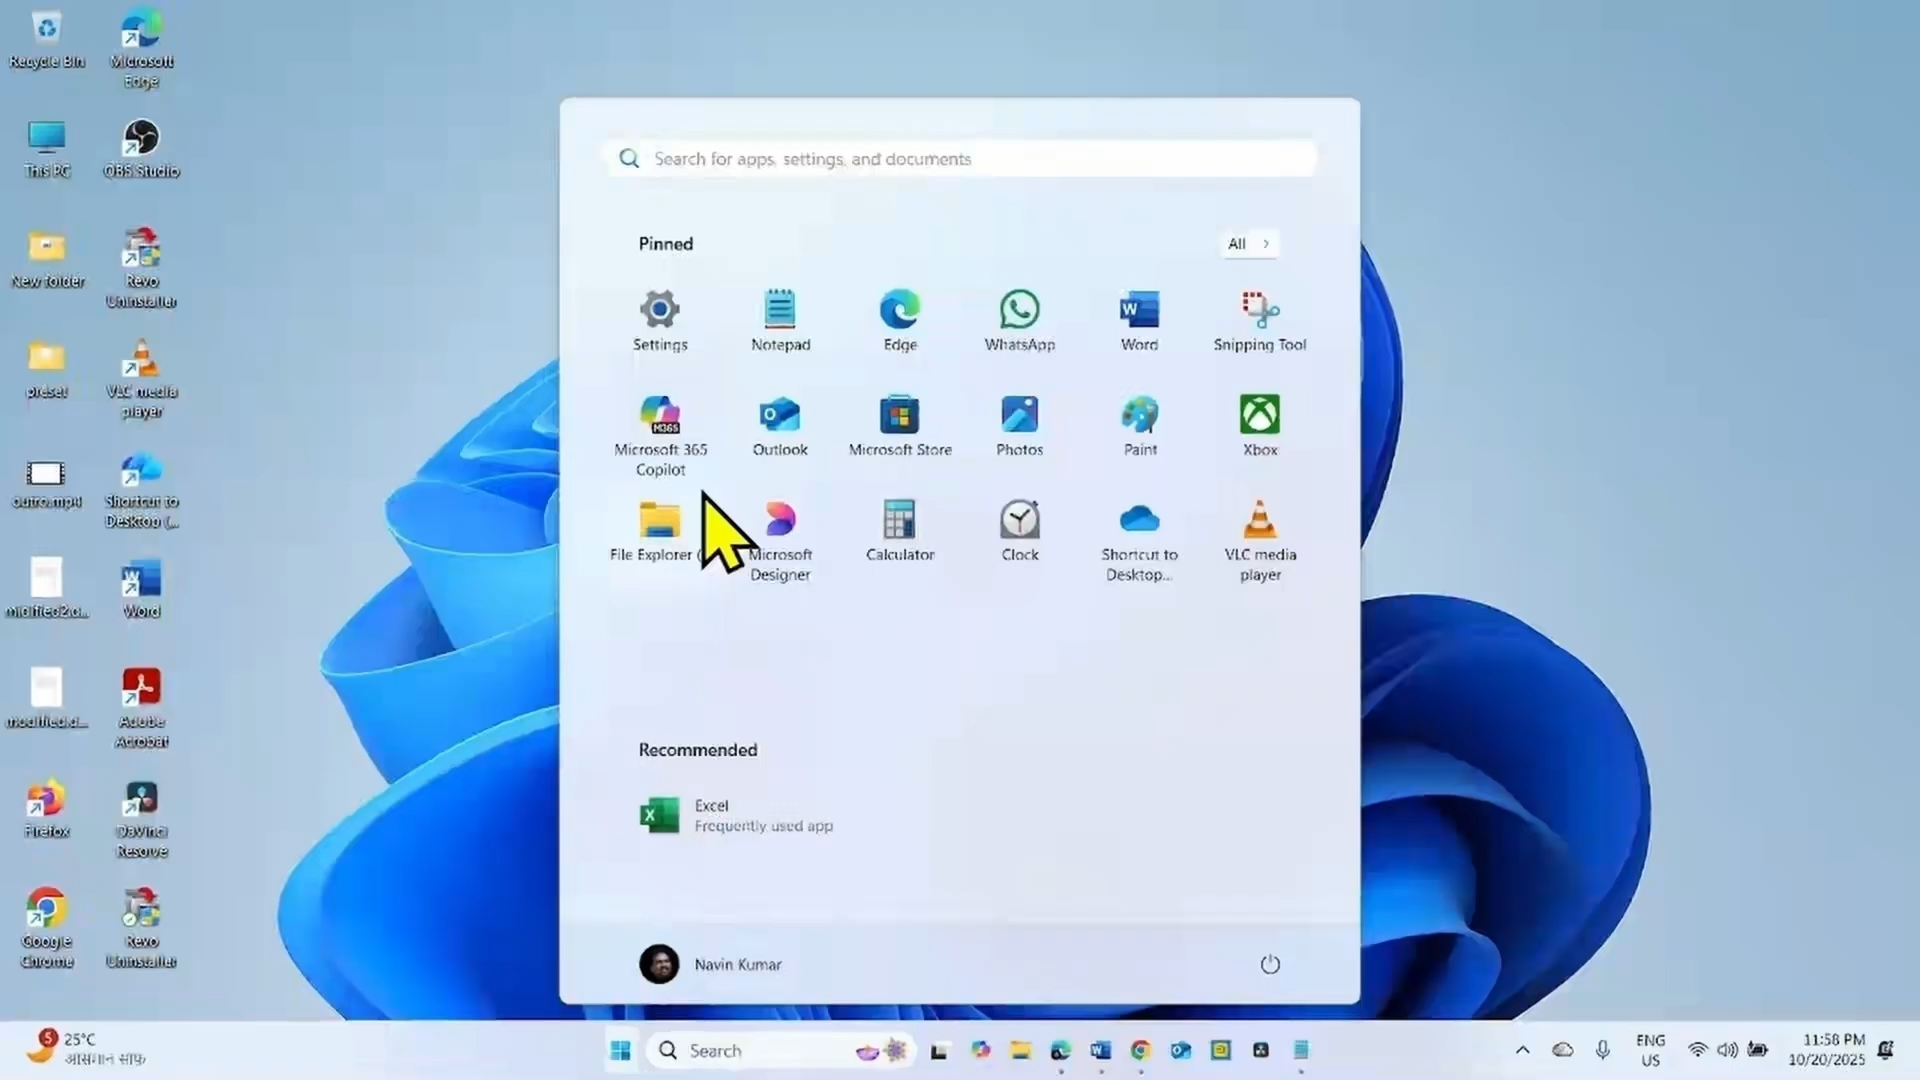 Recycle Bin
Microsoft
Edge
This PC
OBS Studio
New folder
Revo
Uninstaller
preset
VLC media
player
outro.mp4
Shortcut to
Desktop (...
modified2.d...
Word
modified.d...
Adobe
Acrobat
Firefox
DaVinci
Resolve
Google
Chrome
Revo
Uninstaller
Search for apps, settings, and documents
Pinned
All
Settings
Notepad
Edge
WhatsApp
Word
Snipping Tool
M365
Microsoft 365
Copilot
Outlook
Microsoft Store
Photos
Paint
Xbox
File Explorer (
Microsoft
Designer
Calculator
Clock
Shortcut to
Desktop...
VLC media
player
Recommended
Excel
Frequently used app
Navin Kumar
5
25°C
आसमान साफ़
Search
ENG
US
11:58 PM
10/20/2025